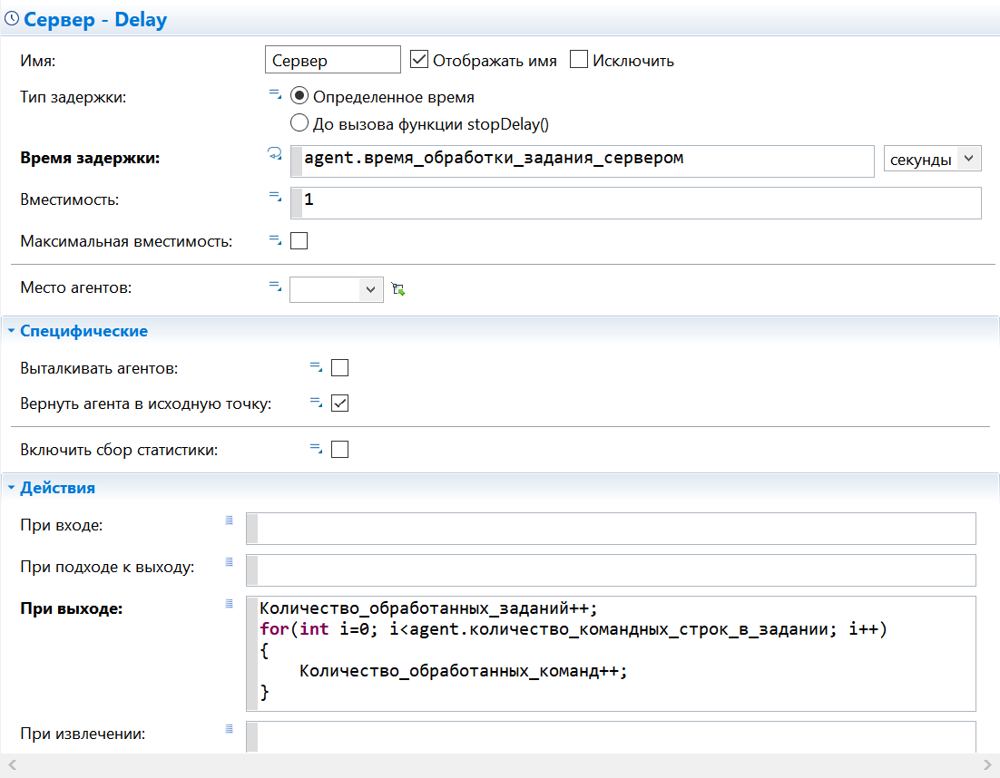 Сервер - Delay
Имя: Сервер Отображать имя Исключить
Тип задержки: Определенное время
До вызова функции stopDelay()
Время задержки: agent.время_обработки_задания_сервером секунды
Вместимость: 1
Максимальная вместимость:
Место агентов:
Специфические
Выталкивать агентов:
Вернуть агента в исходную точку:
Включить сбор статистики:
Действия
При входе:
При подходе к выходу:
При выходе: Количество_обработанных_заданий++;
for(int i=0; i<agent.количество_командных_строк_в_задании; i++)
{
Количество_обработанных_команд++;
}
При извлечении: